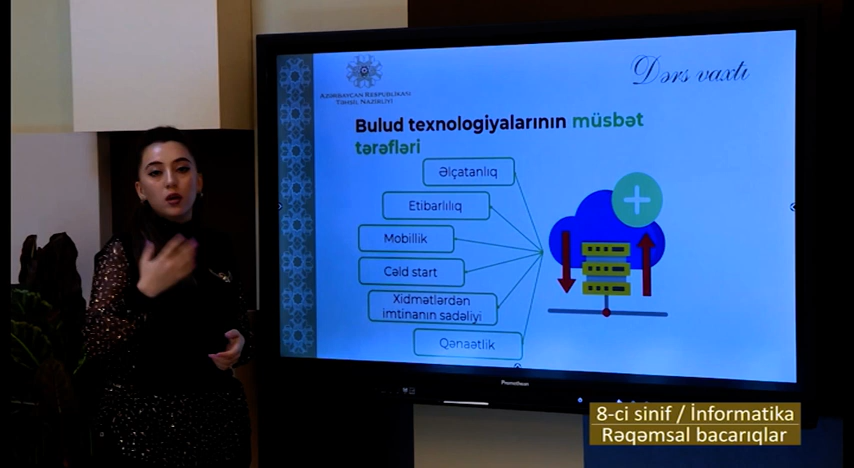 Dərs vaxtı
AZƏRBAYCAN RESPUBLİKASI
TƏHSİL NAZİRLİYİ
Bulud texnologiyalarının müsbət
tərəfləri
Əlçatanlıq
Etibarlılıq
Mobillik
Cəld start
Xidmətlərdən
imtinanın sadəliyi
Qənaətlik
Promethean
8-ci sinif / İnformatika
Rəqəmsal bacarıqlar